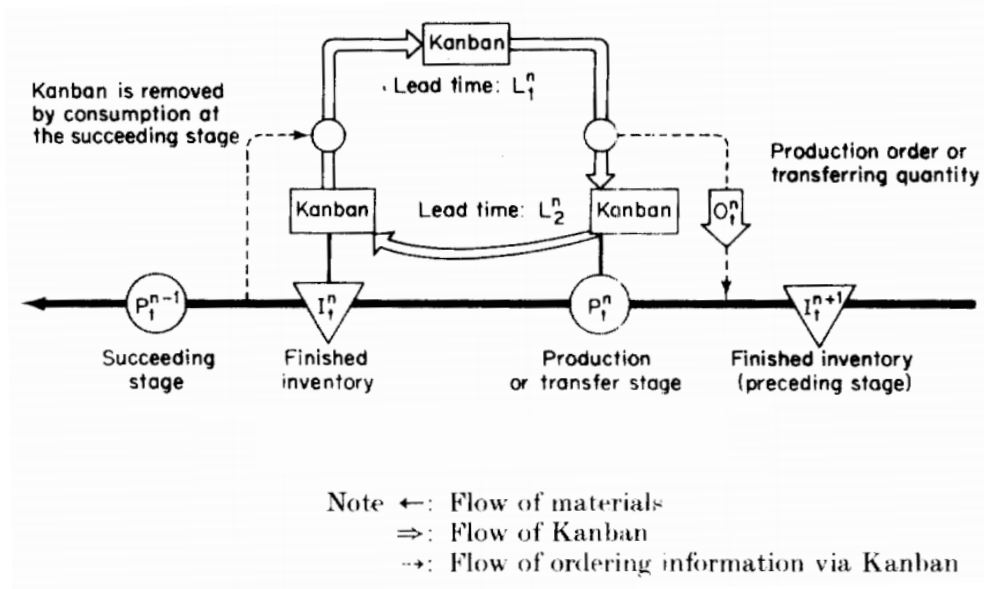 Kanban
Lead time: L₁ⁿ
Kanban is removed
by consumption at
the succeeding stage
Production order or
transferring quantity
Kanban
Lead time: L₂ⁿ
Kanban
Oₜⁿ
Pₜⁿ⁻¹
Iₜⁿ
Pₜⁿ
Iₜⁿ⁺¹
Succeeding
stage
Finished
inventory
Production
or transfer stage
Finished inventory
(preceding stage)
Note ←: Flow of materials
⇒: Flow of Kanban
⇢: Flow of ordering information via Kanban